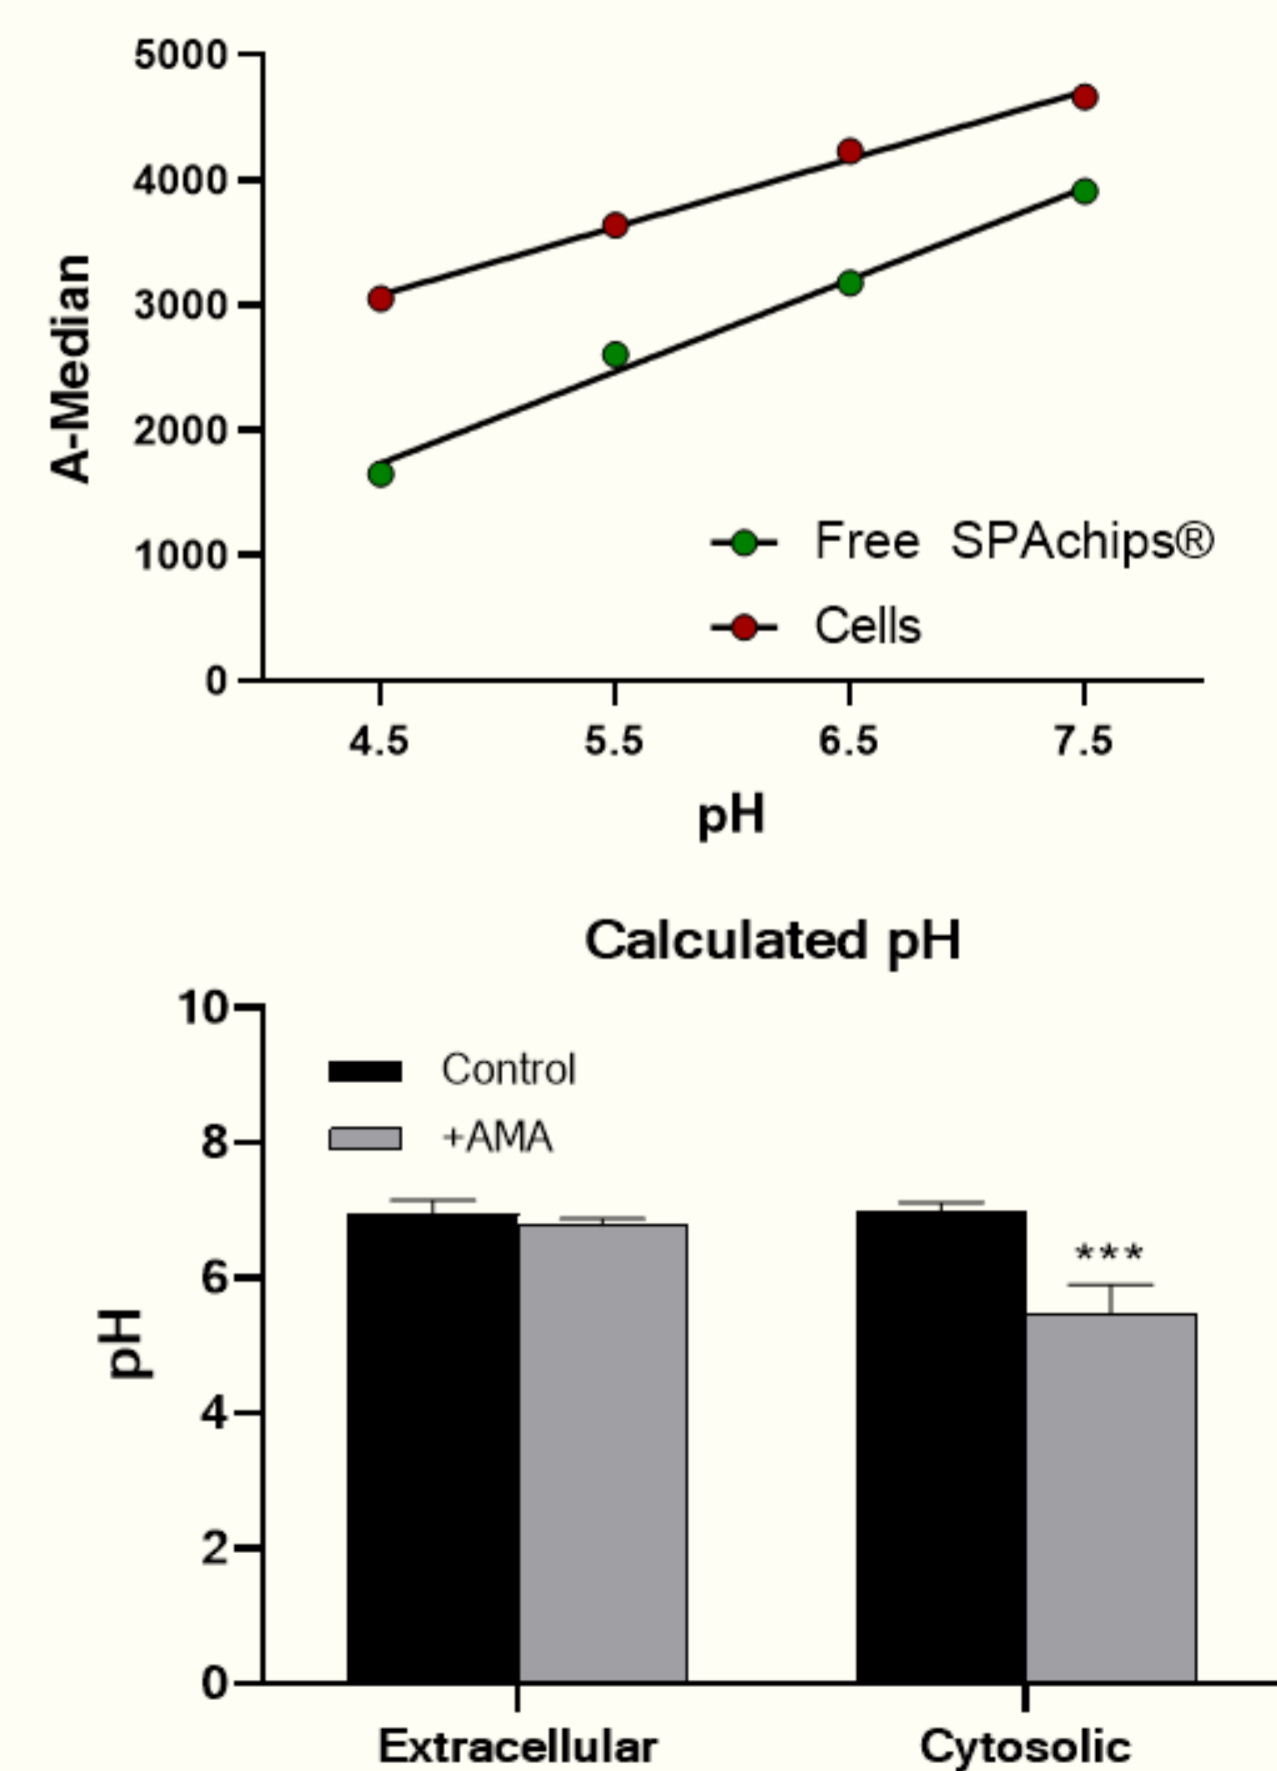 5000
4000
3000
2000
1000
0
A-Median
Free SPAchips®
Cells
4.5 5.5 6.5 7.5
pH
Calculated pH
10
8
6
4
2
0
pH
Control
+AMA
***
Extracellular Cytosolic